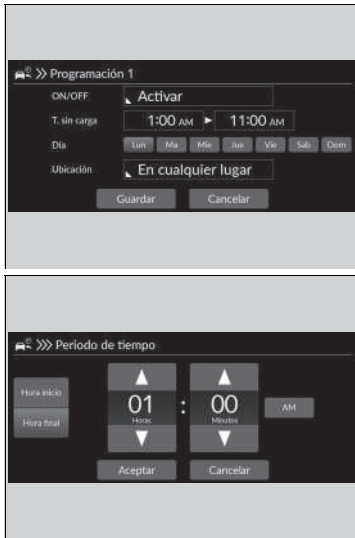 Programación 1
ON/OFF Activar
T. sin carga 1:00 AM ► 11:00 AM
Día Lun Ma Mie Jue Vie Sab Dom
Ubicación En cualquier lugar
Guardar Cancelar
Periodo de tiempo
Hora inicio
Hora final
01 : 00 AM
Horas Minutos
Aceptar Cancelar